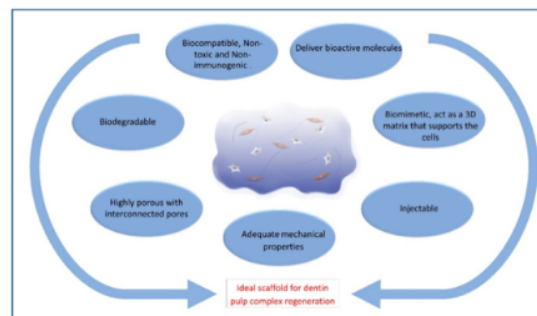 Biocompatible, Non-
toxic and Non-
immunogenic
Deliver bioactive molecules
Biodegradable
Biomimetic, act as a 3D
matrix that supports the
cells
Highly porous with
interconnected pores
Injectable
Adequate mechanical
properties
Ideal scaffold for dentin
pulp complex regeneration